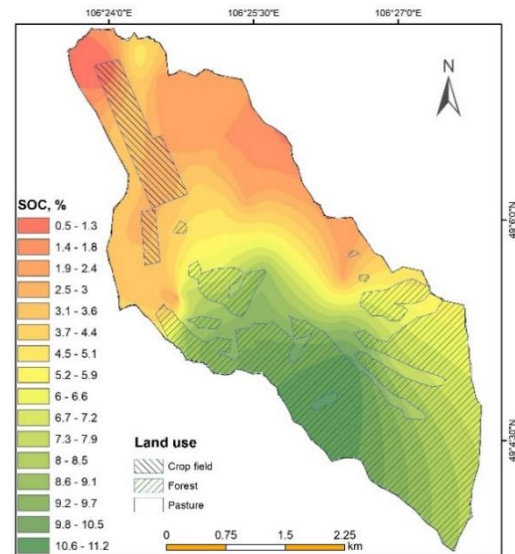 106°24'0"E 106°25'30"E 106°27'0"E
N
49°6'0"N
49°4'30"N
SOC, %
0.5 - 1.3
1.4 - 1.8
1.9 - 2.4
2.5 - 3
3.1 - 3.6
3.7 - 4.4
4.5 - 5.1
5.2 - 5.9
6 - 6.6
6.7 - 7.2
7.3 - 7.9
8 - 8.5
8.6 - 9.1
9.2 - 9.7
9.8 - 10.5
10.6 - 11.2
Land use
Crop field
Forest
Pasture
0 0.75 1.5 2.25
km